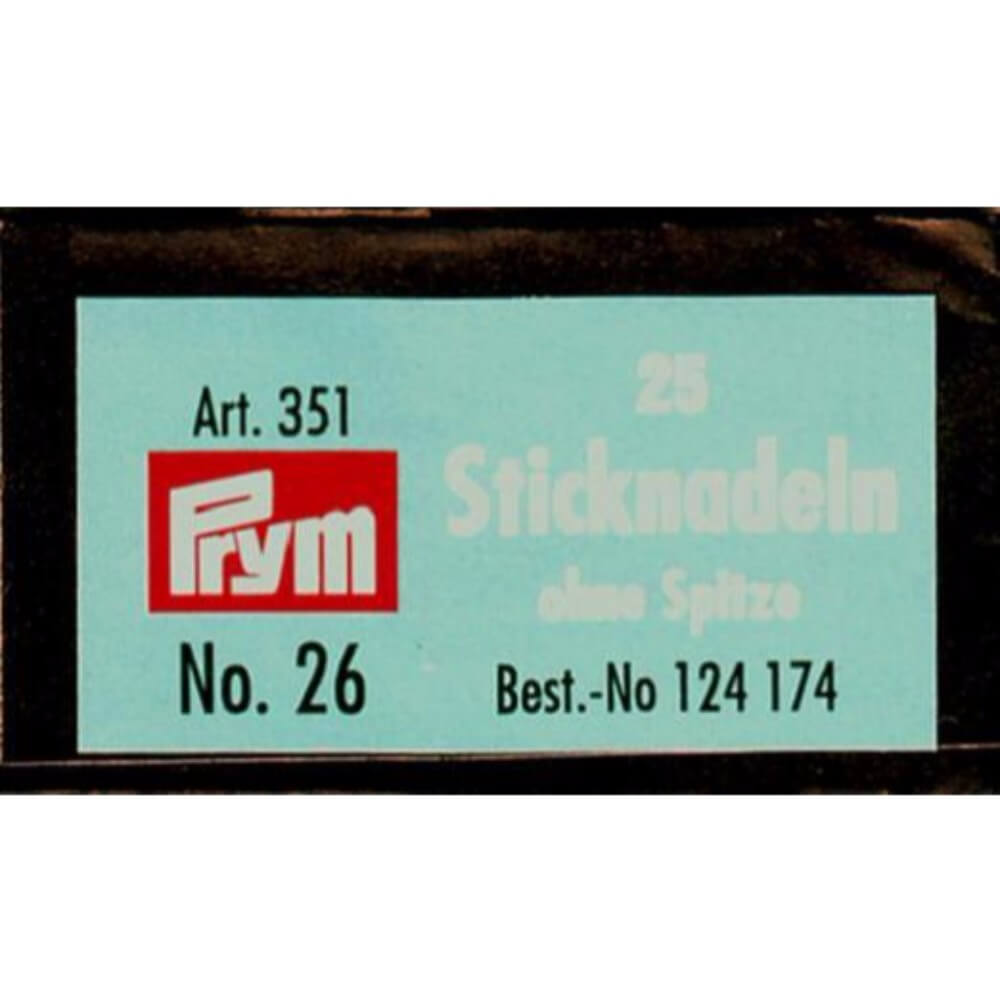 Art. 351
Prym
No. 26
25
Sticknadeln
ohne Spitze
Best.-No 124 174